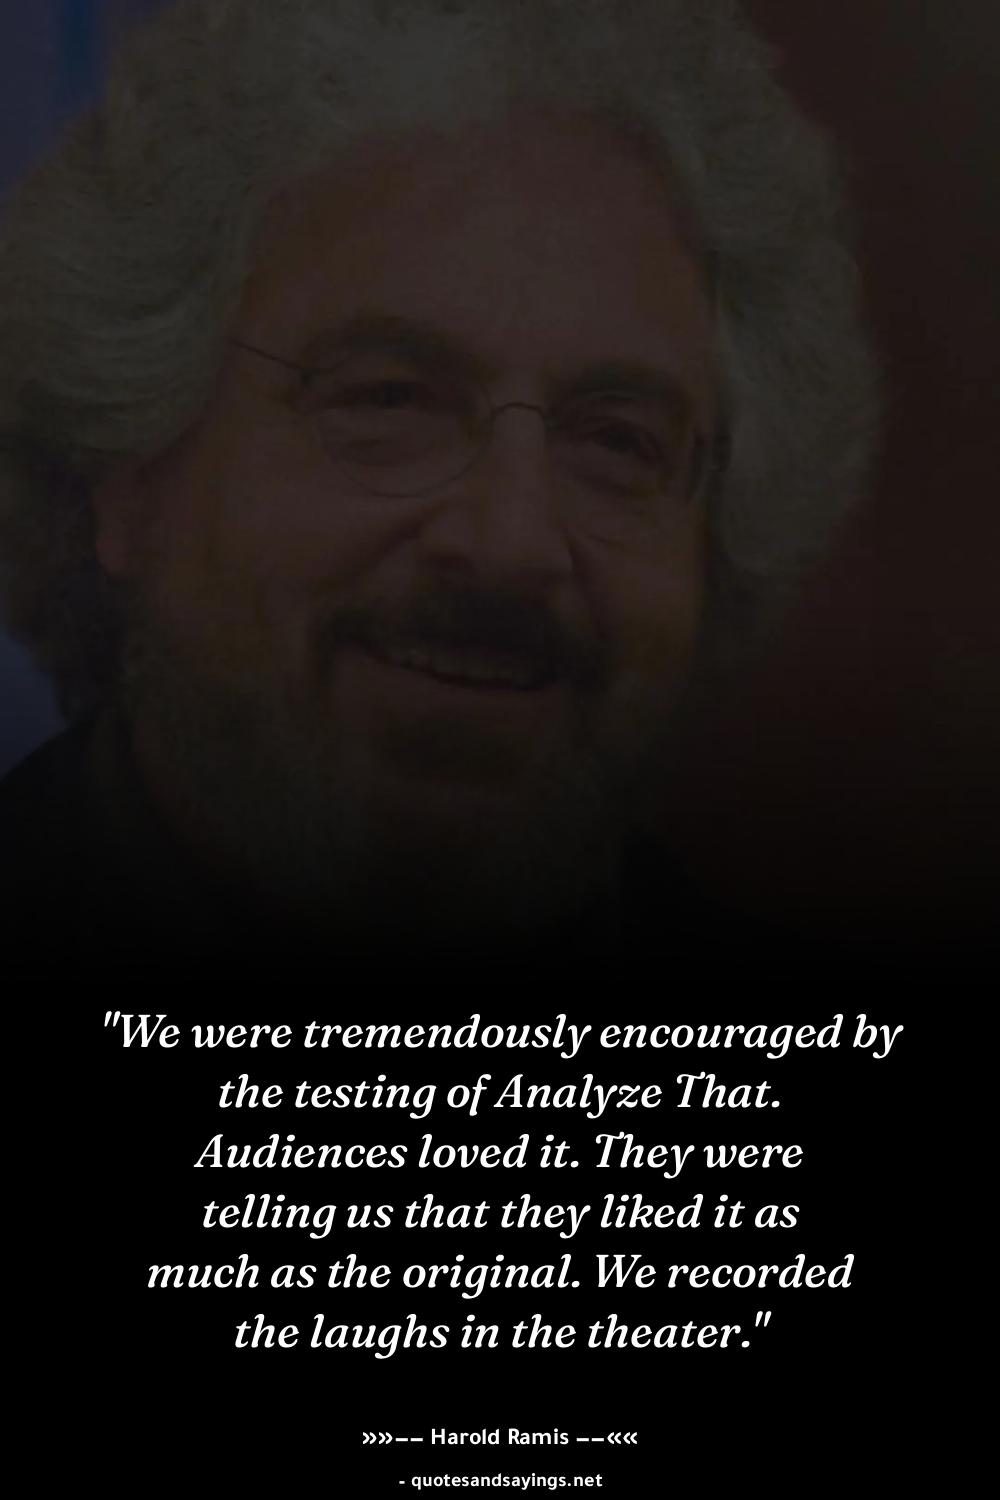 "We were tremendously encouraged by
the testing of Analyze That.
Audiences loved it. They were
telling us that they liked it as
much as the original. We recorded
the laughs in the theater."
»»−− Harold Ramis −−««
- quotesandsayings.net